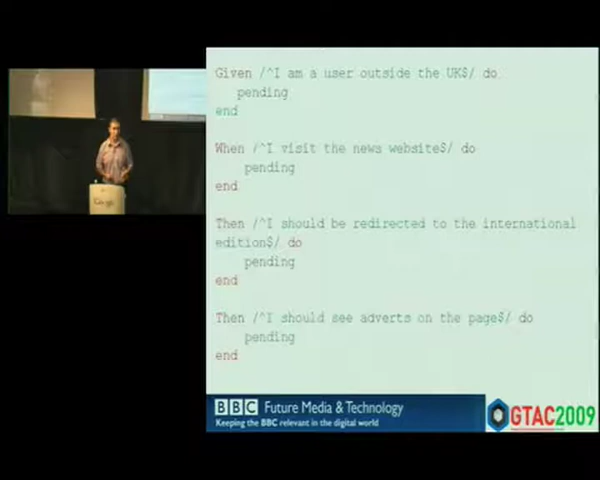 Given /^I am a user outside the UK$/ do
pending
end
When /^I visit the news website$/ do
pending
end
Then /^I should be redirected to the international
edition$/ do
pending
end
Then /^I should see adverts on the page$/ do
pending
end
BBC Future Media & Technology
Keeping the BBC relevant in the digital world
GTAC2009
Google